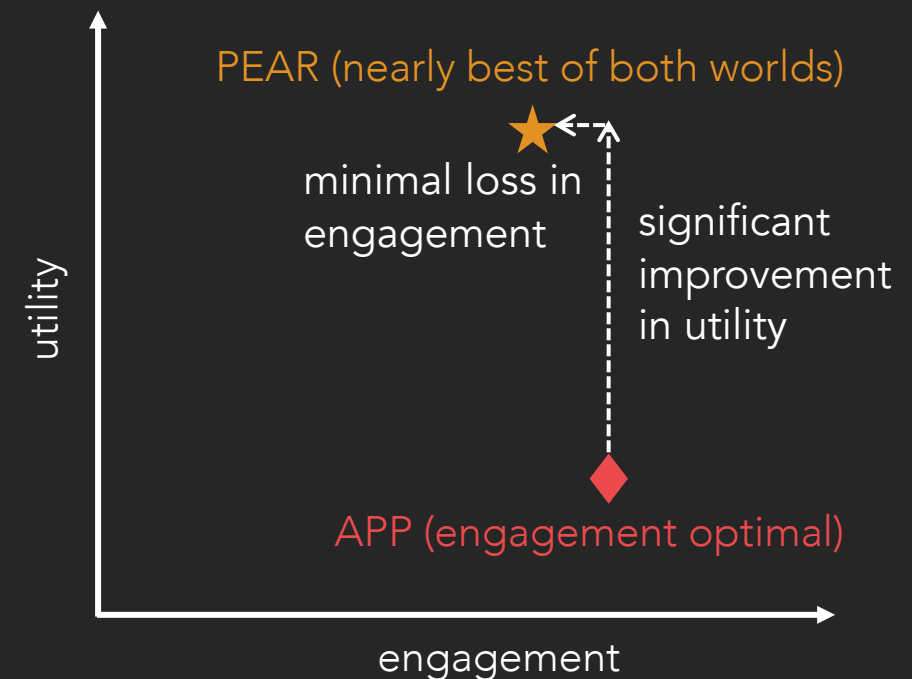 PEAR (nearly best of both worlds)
minimal loss in
engagement
significant
improvement
in utility
utility
APP (engagement optimal)
engagement